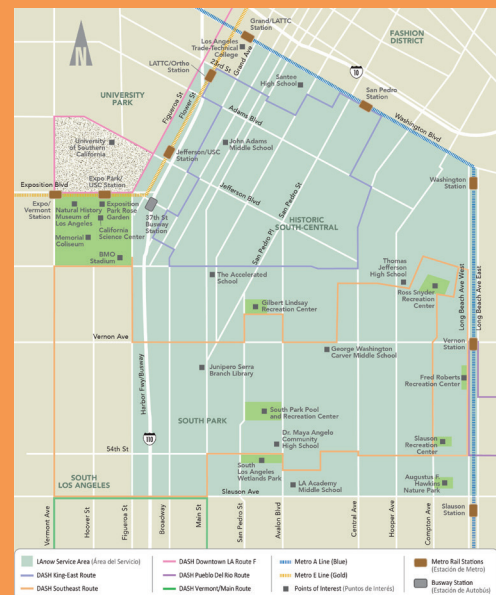 Grand/LATTC
Station
Los Angeles
Trade-Technical
College
Grand Ave
FASHION
DISTRICT
N
23rd St
LATTC/Ortho
Station
10
Santee
High School
San Pedro
Station
UNIVERSITY
PARK
Figueroa St
Flower St
Washington Blvd
Adams Blvd
University
of Southern
California
John Adams
Middle School
Jefferson/USC
Station
Expo Park/
USC Station
Washington
Station
Exposition Blvd
Jefferson Blvd
San Pedro St
Expo/
Vermont
Station
Natural History
Museum of
Los Angeles
Exposition
Park Rose
Garden
37th St
Busway
Station
HISTORIC
SOUTH-CENTRAL
Memorial
Coliseum
California
Science Center
San Pedro Pl
BMO
Stadium
The Accelerated
School
Thomas
Jefferson
High School
Ross Snyder
Recreation
Center
Long Beach Ave West
Long Beach Ave East
Gilbert Lindsay
Recreation Center
Vernon Ave
Vernon
Station
George Washington
Carver Middle School
Harbor Fwy/Busway
Junipero Serra
Branch Library
Fred Roberts
Recreation Center
SOUTH PARK
South Park Pool
and Recreation Center
110
Dr. Maya Angelo
Community
High School
Slauson
Recreation
Center
54th St
SOUTH
LOS ANGELES
South
Los Angeles
Wetlands Park
LA Academy
Middle School
Augustus F.
Hawkins
Nature Park
Slauson Ave
Slauson
Station
Vermont Ave
Hoover St
Figueroa St
Broadway
Main St
San Pedro St
Avalon Blvd
Central Ave
Hooper Ave
Compton Ave
LAnow Service Area (Área del Servicio)
DASH King-East Route
DASH Southeast Route
DASH Downtown LA Route F
DASH Pueblo Del Rio Route
DASH Vermont/Main Route
Metro A Line (Blue)
Metro E Line (Gold)
Points of Interest (Puntos de Interés)
Metro Rail Stations
(Estación de Metro)
Busway Station
(Estación de Autobús)